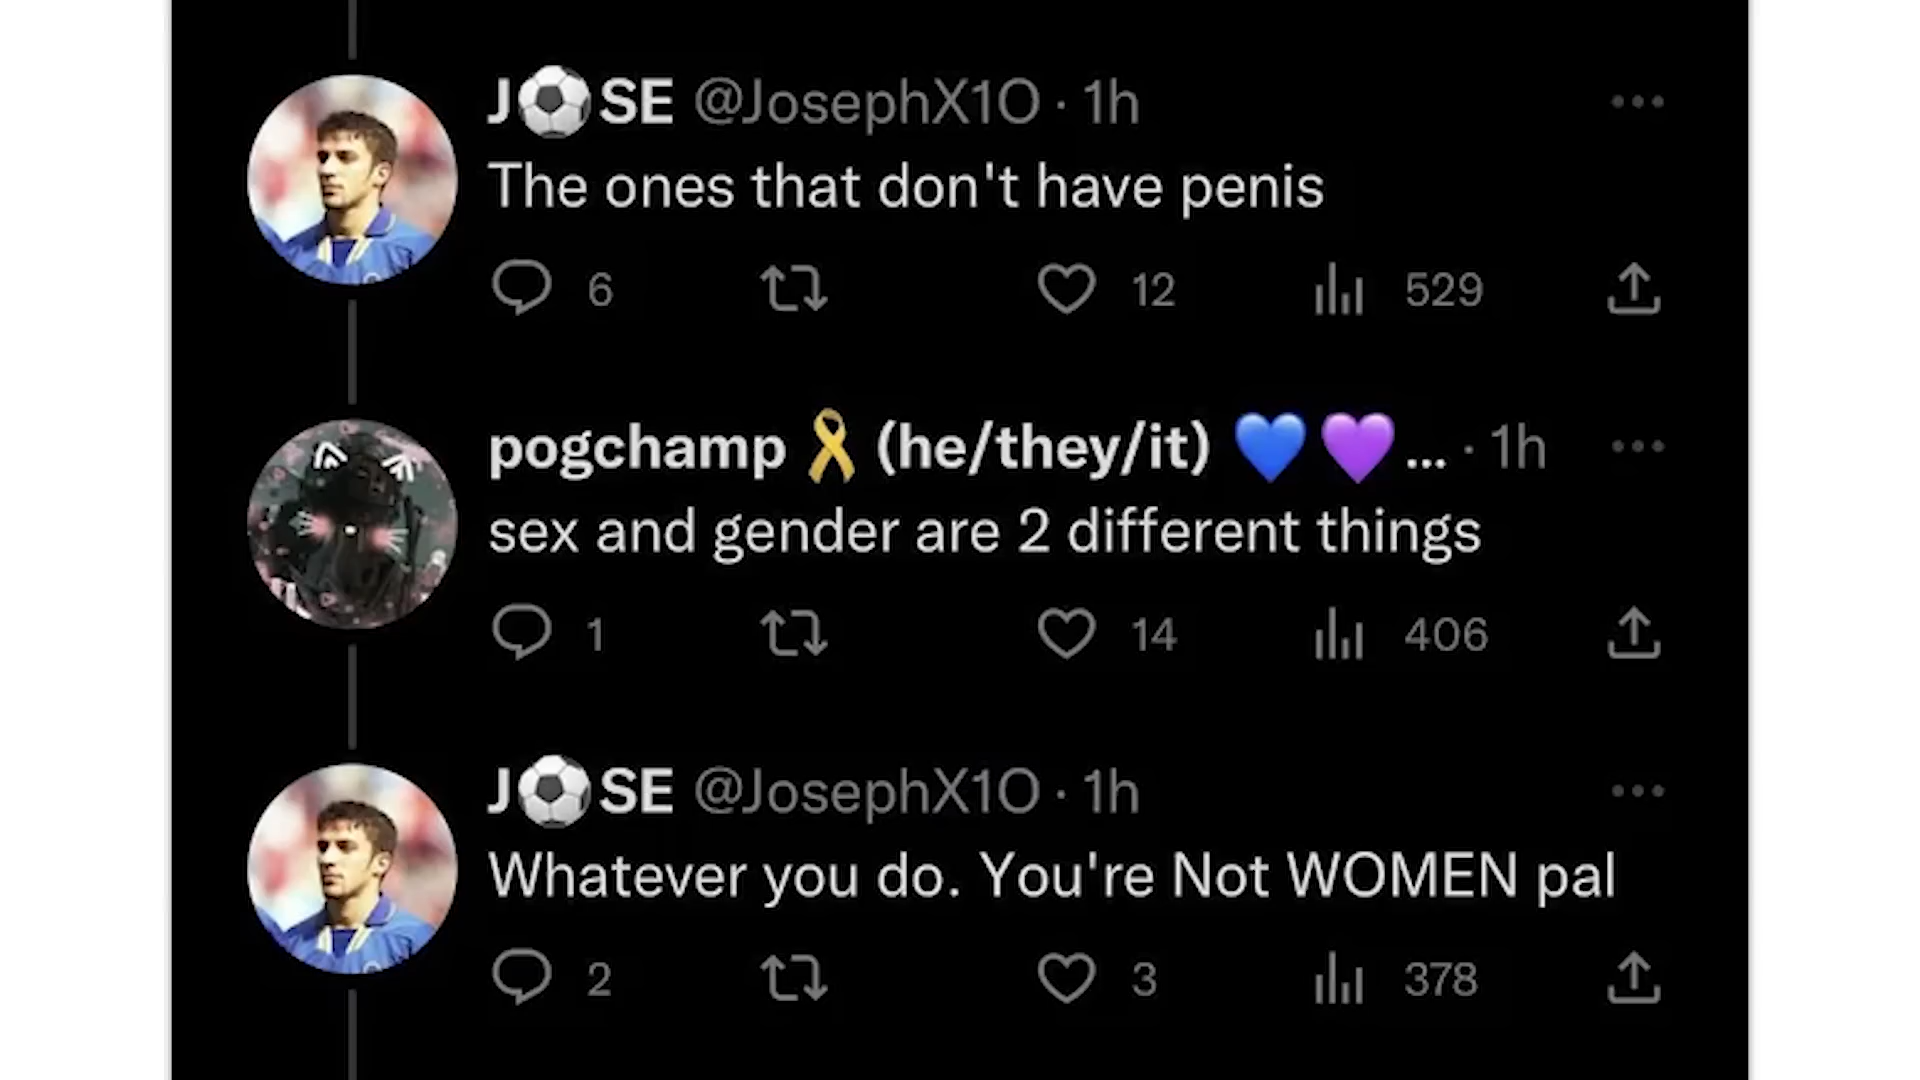 J⚽SE @JosephX1O · 1h ...
The ones that don't have penis
6 12 529
pogchamp 🎗️ (he/they/it) 💙 💜 ... · 1h ...
sex and gender are 2 different things
1 14 406
J⚽SE @JosephX1O · 1h ...
Whatever you do. You're Not WOMEN pal
2 3 378